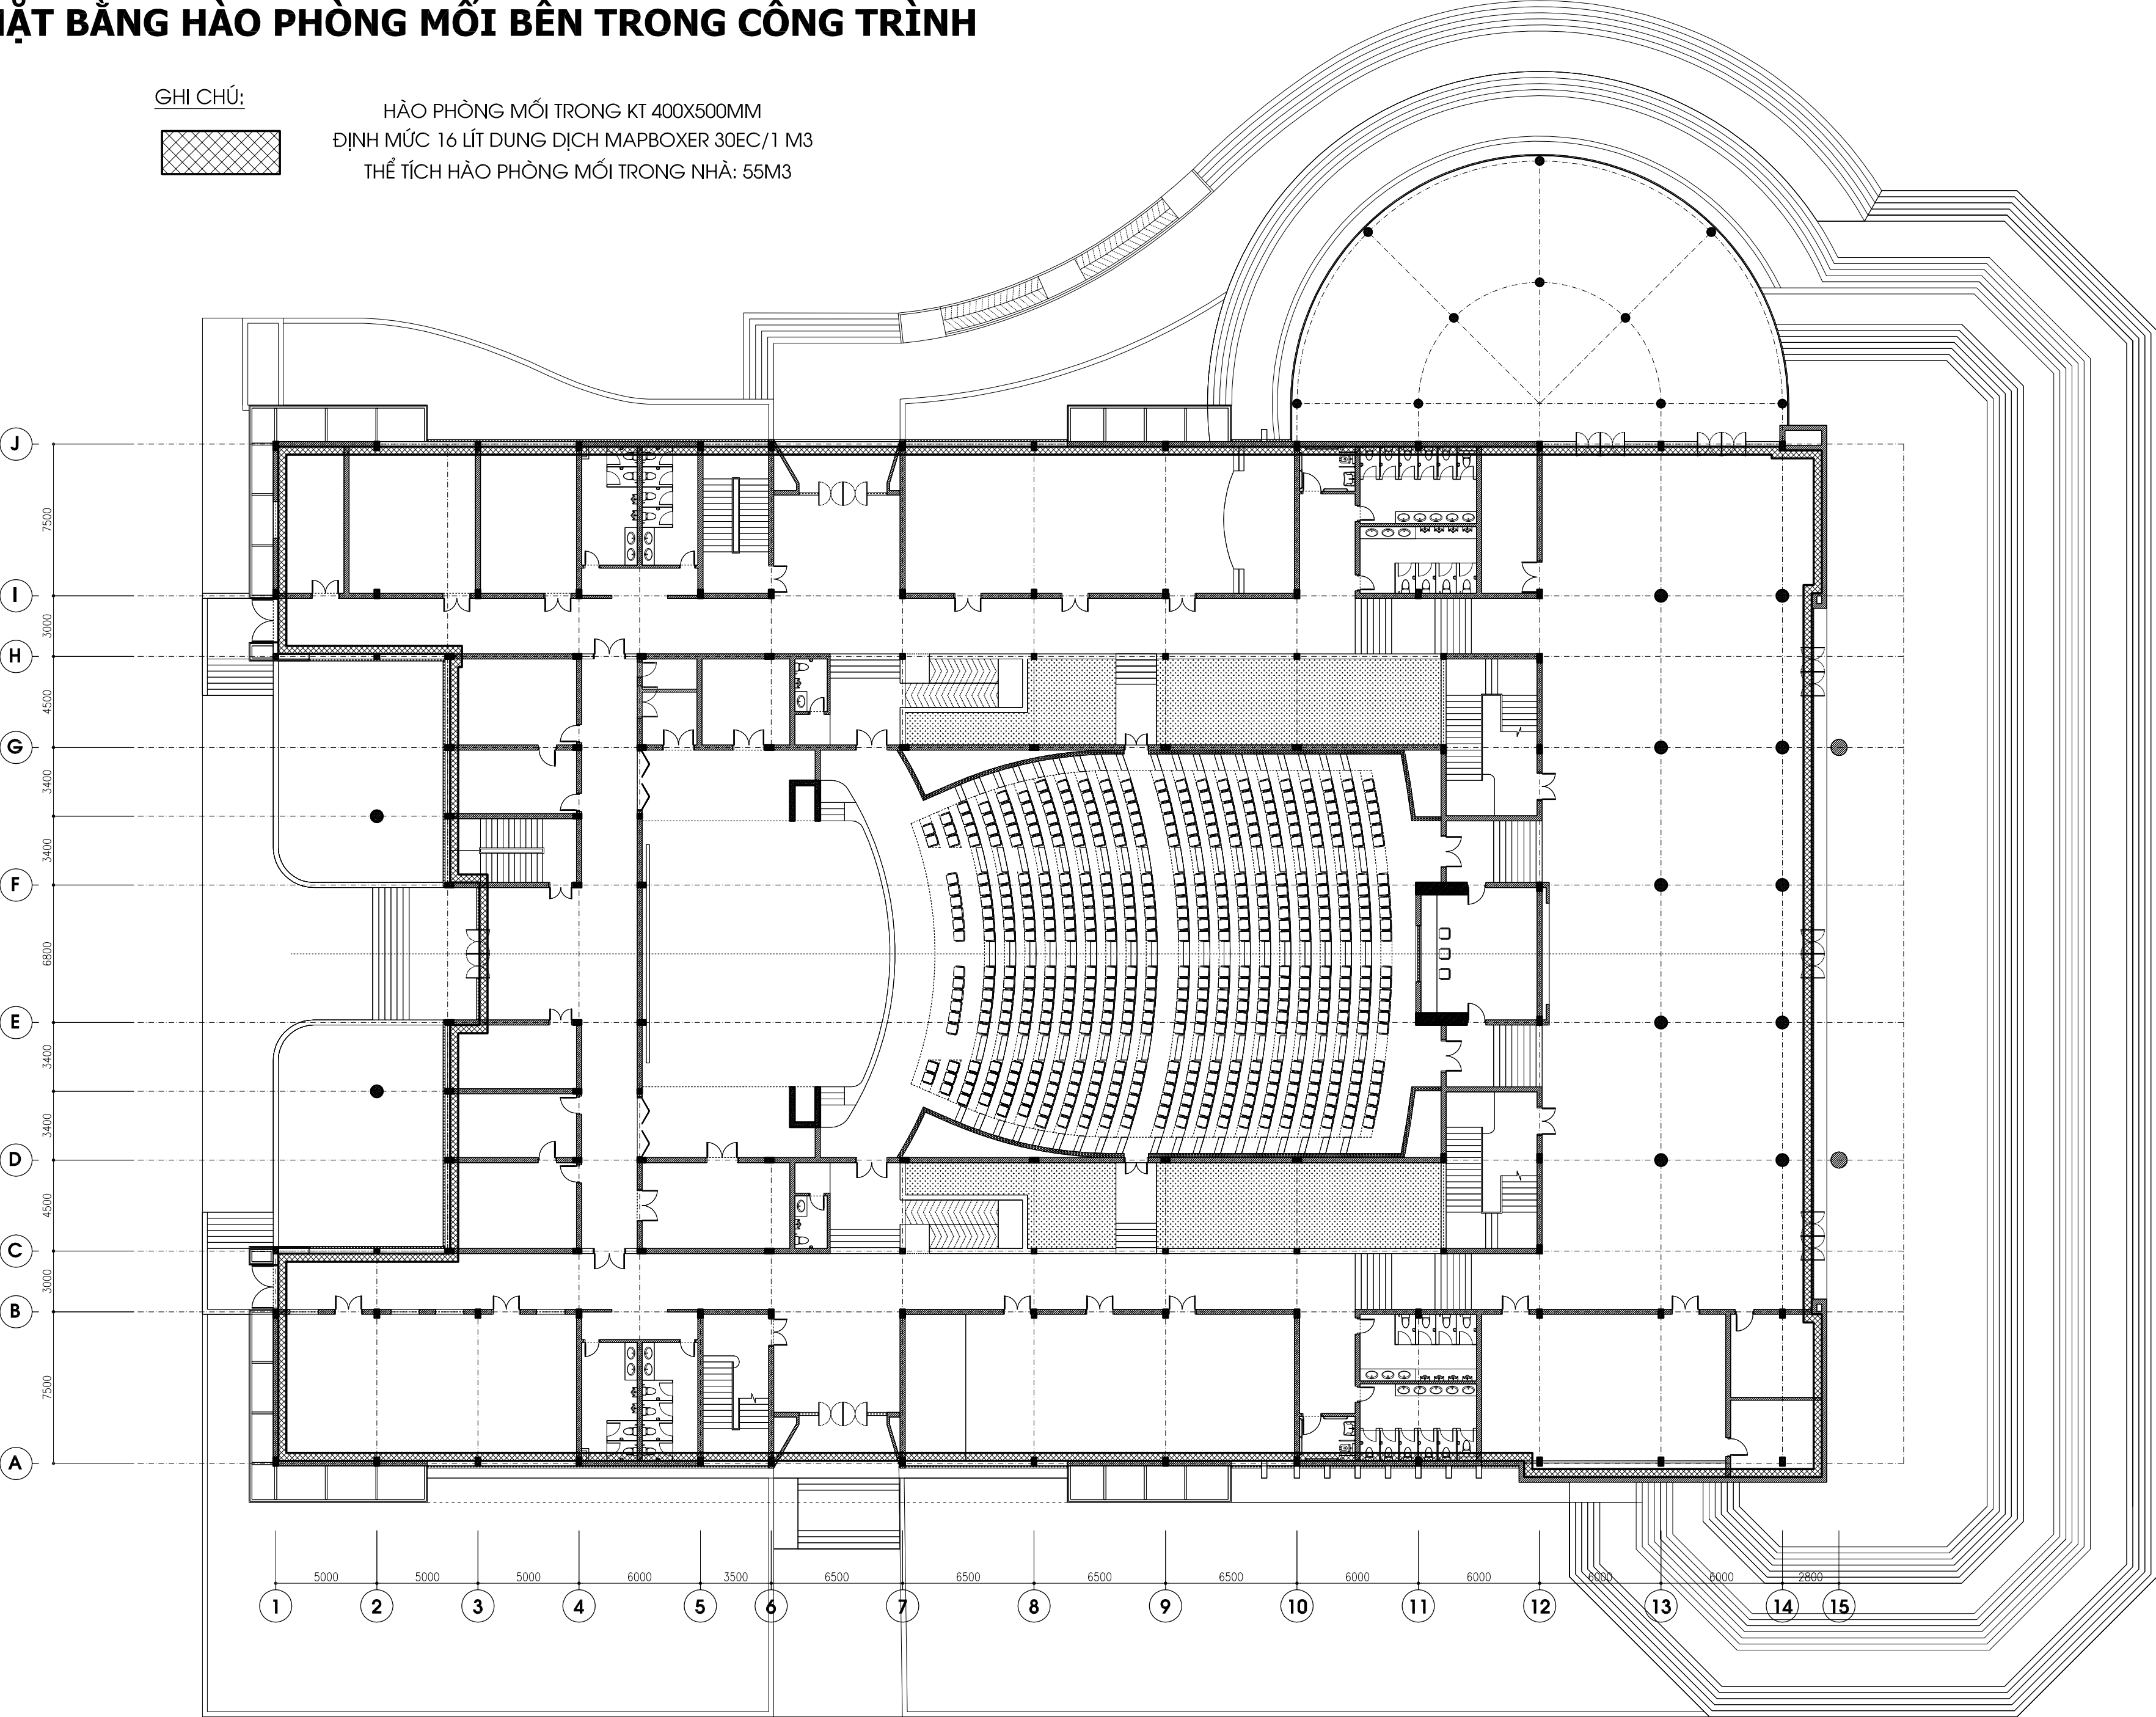 MẶT BẰNG HÀO PHÒNG MỐI BÊN TRONG CÔNG TRÌNH
GHI CHÚ:
HÀO PHÒNG MỐI TRONG KT 400X500MM
ĐỊNH MỨC 16 LÍT DUNG DỊCH MAPBOXER 30EC/1 M3
THỂ TÍCH HÀO PHÒNG MỐI TRONG NHÀ: 55M3
J
7500
I
3000
H
4500
G
3400
3400
F
6800
E
3400
3400
D
4500
C
3000
B
7500
A
5000 5000 5000 6000 3500 6500 6500 6500 6500 6000 6000 6000 6000 2800
1 2 3 4 5 6 7 8 9 10 11 12 13 14 15